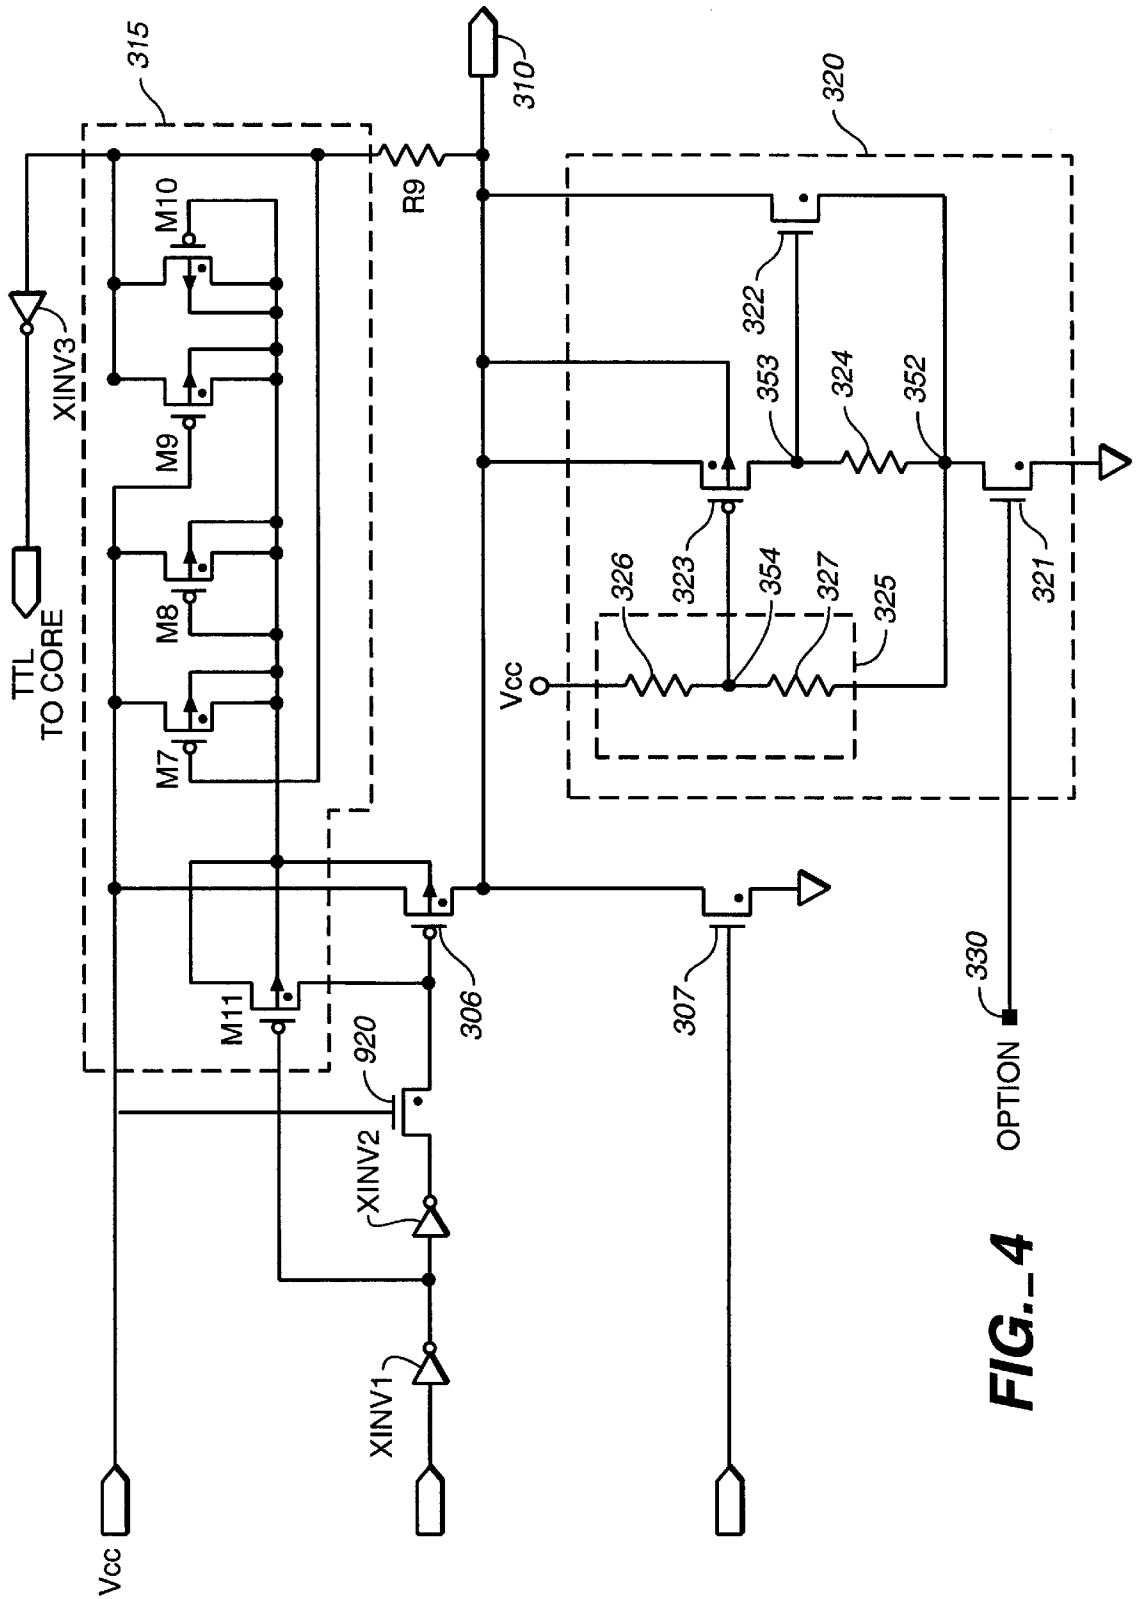 315
310
320
M10
R9
XINV3
M9
M8
M7
TTL
TO CORE
322
353
324
352
323
326
354
327
325
321
Vcc
M11
306
307
330
OPTION
920
XINV2
XINV1
Vcc
FIG._4